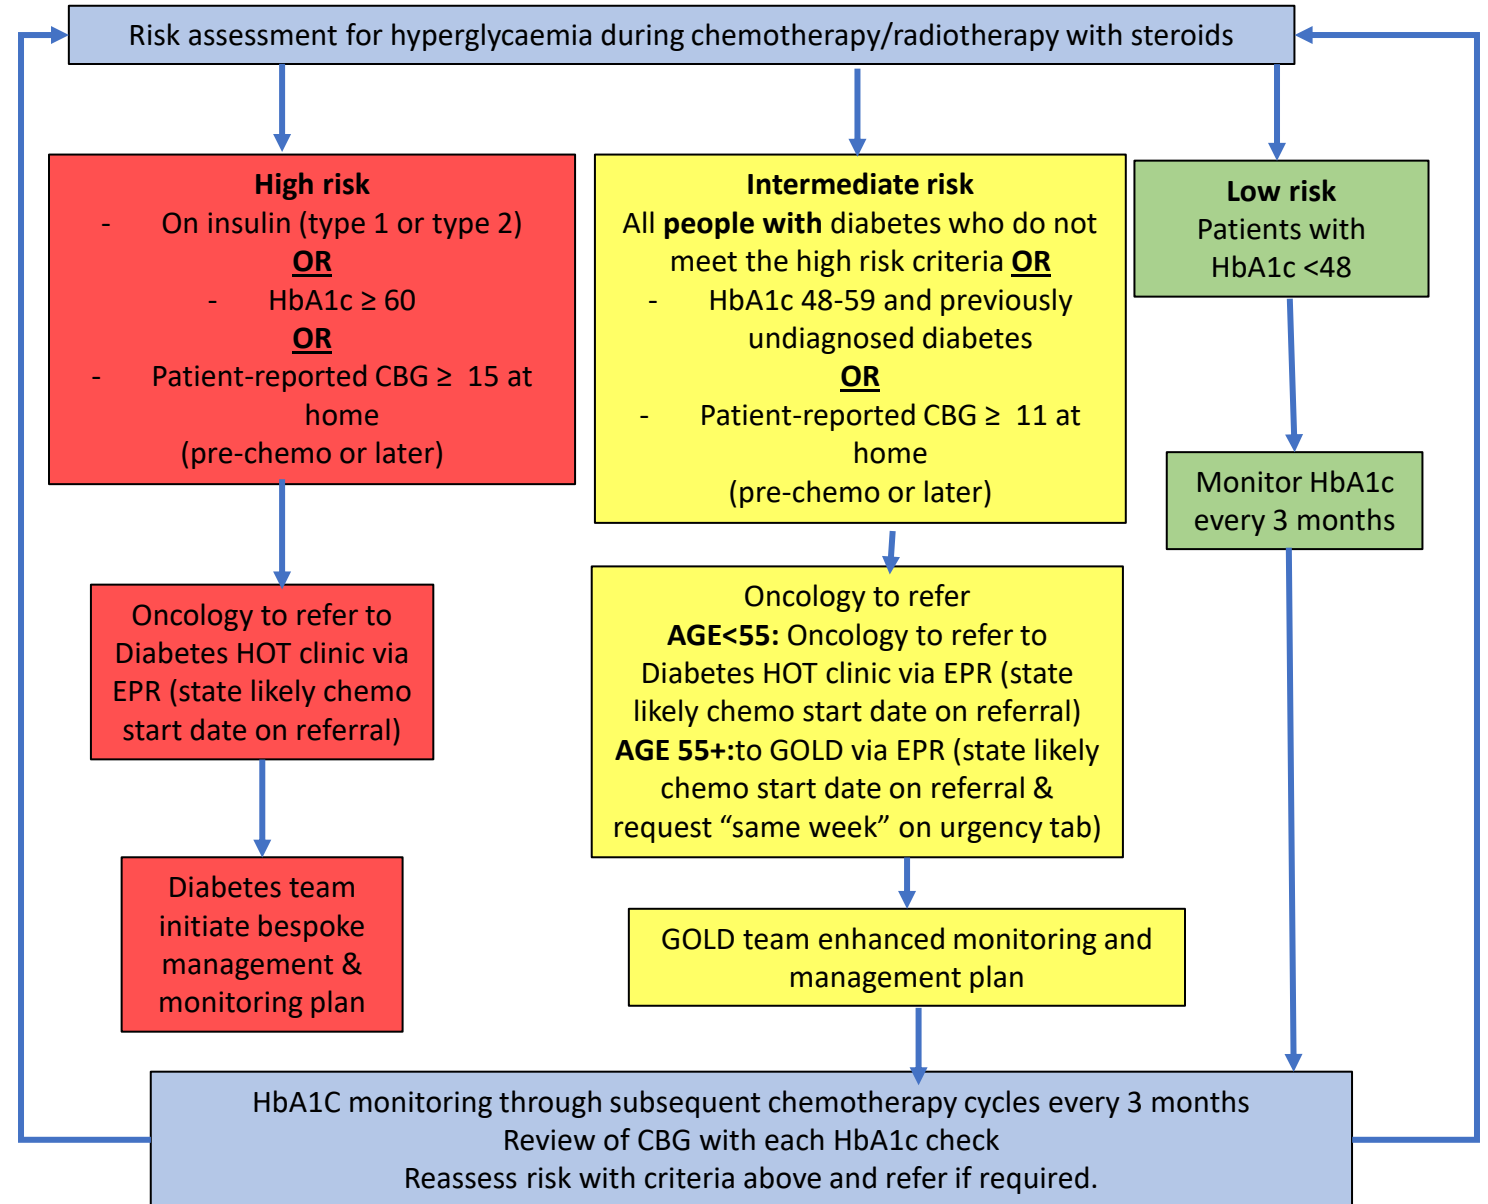 Risk assessment for hyperglycaemia during chemotherapy/radiotherapy with steroids
High risk
- On insulin (type 1 or type 2)
OR
- HbA1c ≥ 60
OR
- Patient-reported CBG ≥ 15 at
home
(pre-chemo or later)
Intermediate risk
All people with diabetes who do not
meet the high risk criteria OR
- HbA1c 48-59 and previously
undiagnosed diabetes
OR
- Patient-reported CBG ≥ 11 at
home
(pre-chemo or later)
Low risk
Patients with
HbA1c <48
Monitor HbA1c
every 3 months
Oncology to refer to
Diabetes HOT clinic via
EPR (state likely chemo
start date on referral)
Oncology to refer
AGE<55: Oncology to refer to
Diabetes HOT clinic via EPR (state
likely chemo start date on referral)
AGE 55+:to GOLD via EPR (state likely
chemo start date on referral &
request “same week” on urgency tab)
Diabetes team
initiate bespoke
management &
monitoring plan
GOLD team enhanced monitoring and
management plan
HbA1C monitoring through subsequent chemotherapy cycles every 3 months
Review of CBG with each HbA1c check
Reassess risk with criteria above and refer if required.